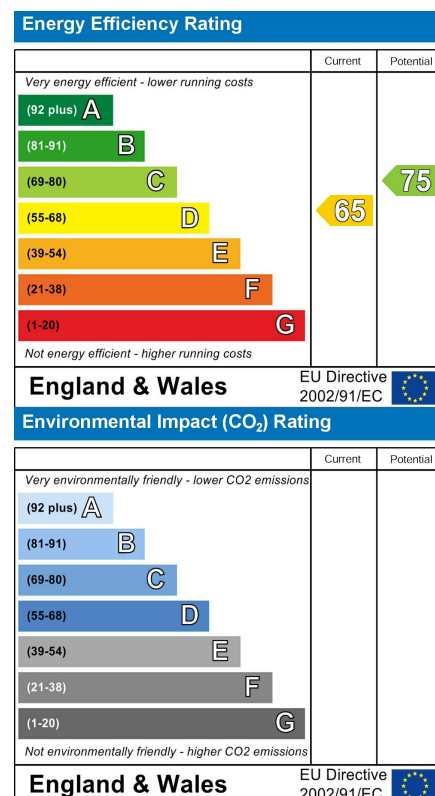 Energy Efficiency Rating
Current Potential
Very energy efficient - lower running costs
(92 plus) A
(81-91) B
(69-80) C
(55-68) D
(39-54) E
(21-38) F
(1-20) G
65
75
Not energy efficient - higher running costs
England & Wales
EU Directive
2002/91/EC
Environmental Impact (CO₂) Rating
Current Potential
Very environmentally friendly - lower CO2 emissions
(92 plus) A
(81-91) B
(69-80) C
(55-68) D
(39-54) E
(21-38) F
(1-20) G
Not environmentally friendly - higher CO2 emissions
England & Wales
EU Directive
2002/91/EC